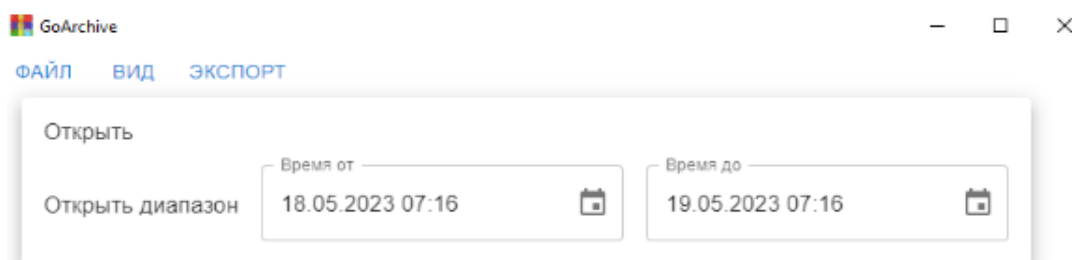 GoArchive
ФАЙЛ ВИД ЭКСПОРТ
Открыть
Время от Время до
Открыть диапазон 18.05.2023 07:16 19.05.2023 07:16